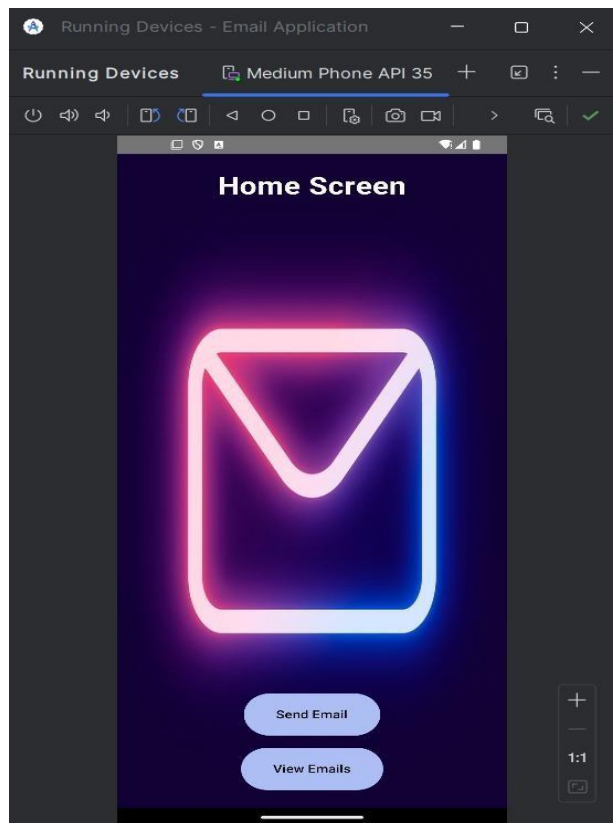 Running Devices - Email Application
Running Devices Medium Phone API 35
Home Screen
Send Email
View Emails
1:1